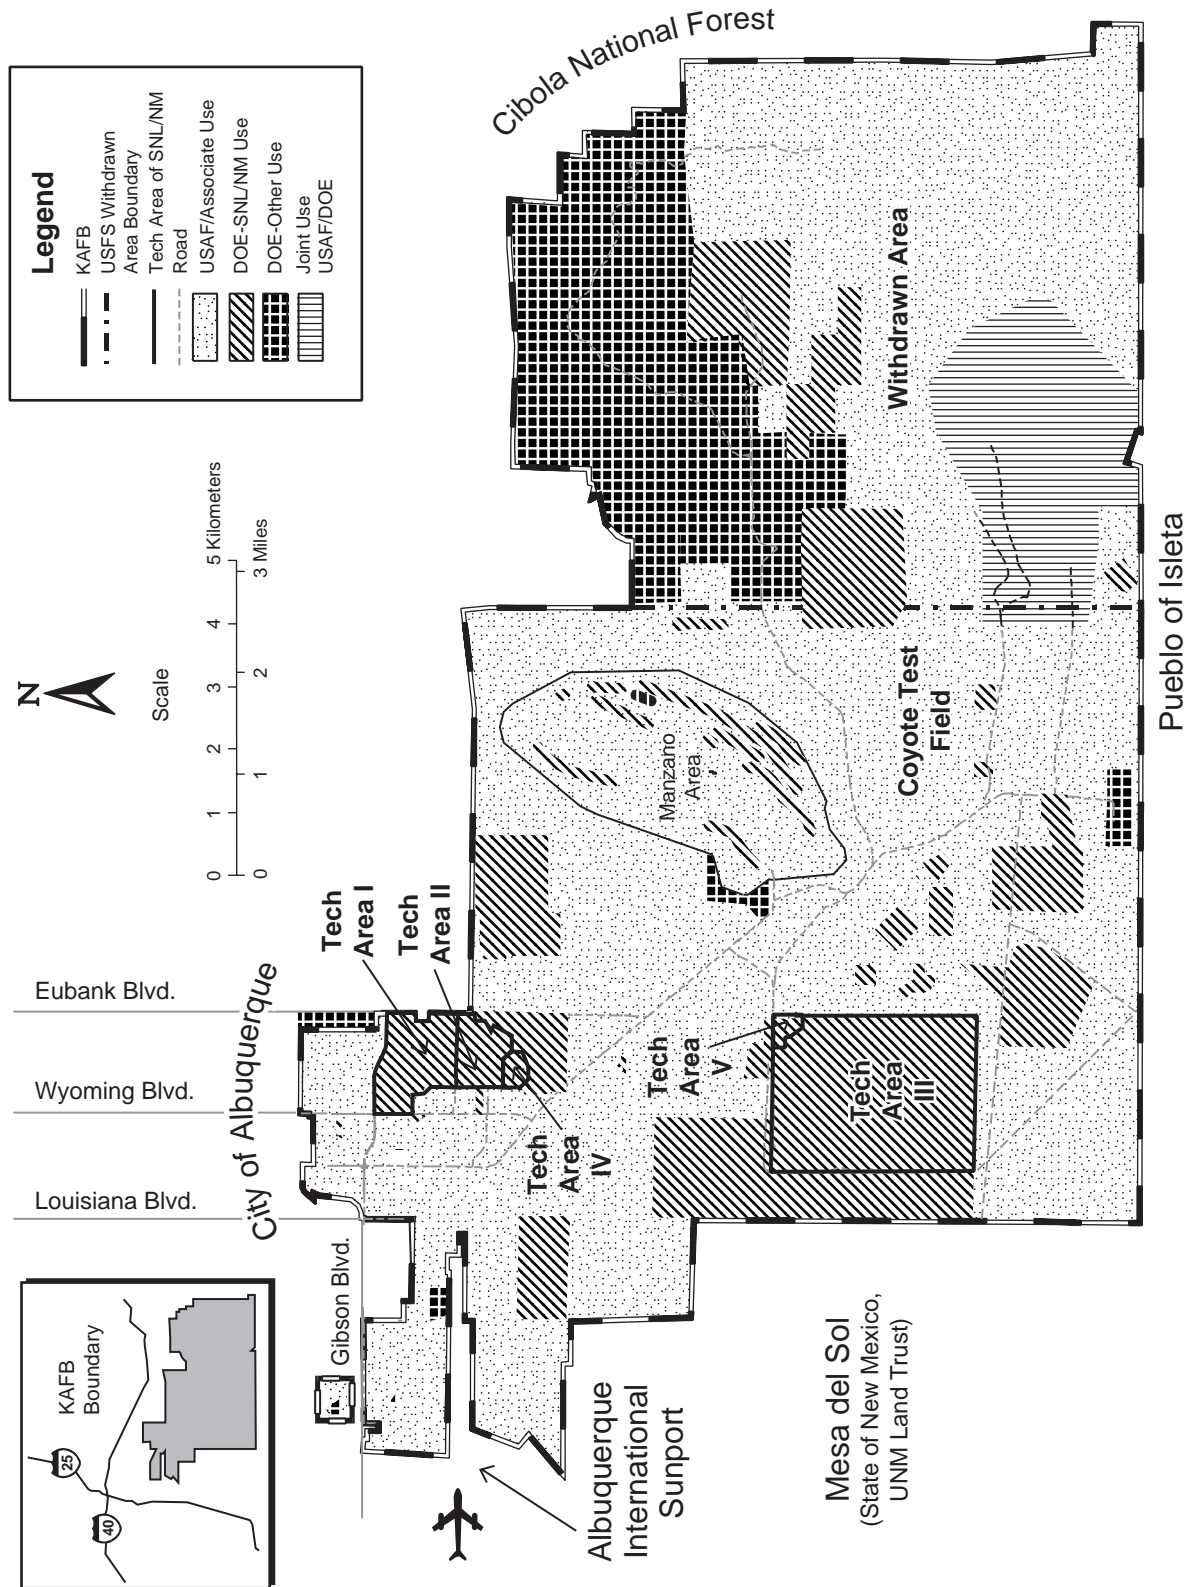 KAFB
Boundary
25
40
Louisiana Blvd.
Wyoming Blvd.
Eubank Blvd.
Gibson Blvd.
City of Albuquerque
N
Scale
0 1 2 3 4 5 Kilometers
0 1 2 3 Miles
Legend
KAFB
USFS Withdrawn
Area Boundary
Tech Area of SNL/NM
Road
USAF/Associate Use
DOE-SNL/NM Use
DOE-Other Use
Joint Use
USAF/DOE
Cibola National Forest
Tech
Area I
Tech
Area II
Tech
Area
IV
Tech
Area
V
Tech
Area
III
Manzano
Area
Coyote Test
Field
Withdrawn Area
Albuquerque
International
Sunport
Mesa del Sol
(State of New Mexico,
UNM Land Trust)
Pueblo of Isleta